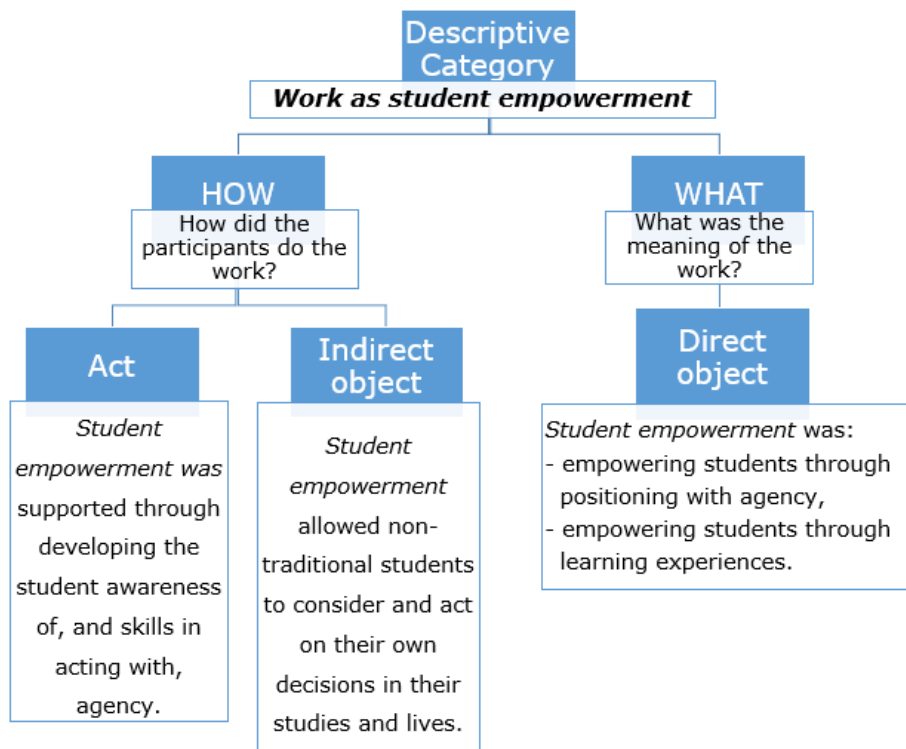 Descriptive
Category
Work as student empowerment
HOW
How did the
participants do the
work?
WHAT
What was the
meaning of the
work?
Act
Student
empowerment was
supported through
developing the
student awareness
of, and skills in
acting with,
agency.
Indirect
object
Student
empowerment
allowed non-
traditional students
to consider and act
on their own
decisions in their
studies and lives.
Direct
object
Student empowerment was:
- empowering students through
positioning with agency,
- empowering students through
learning experiences.